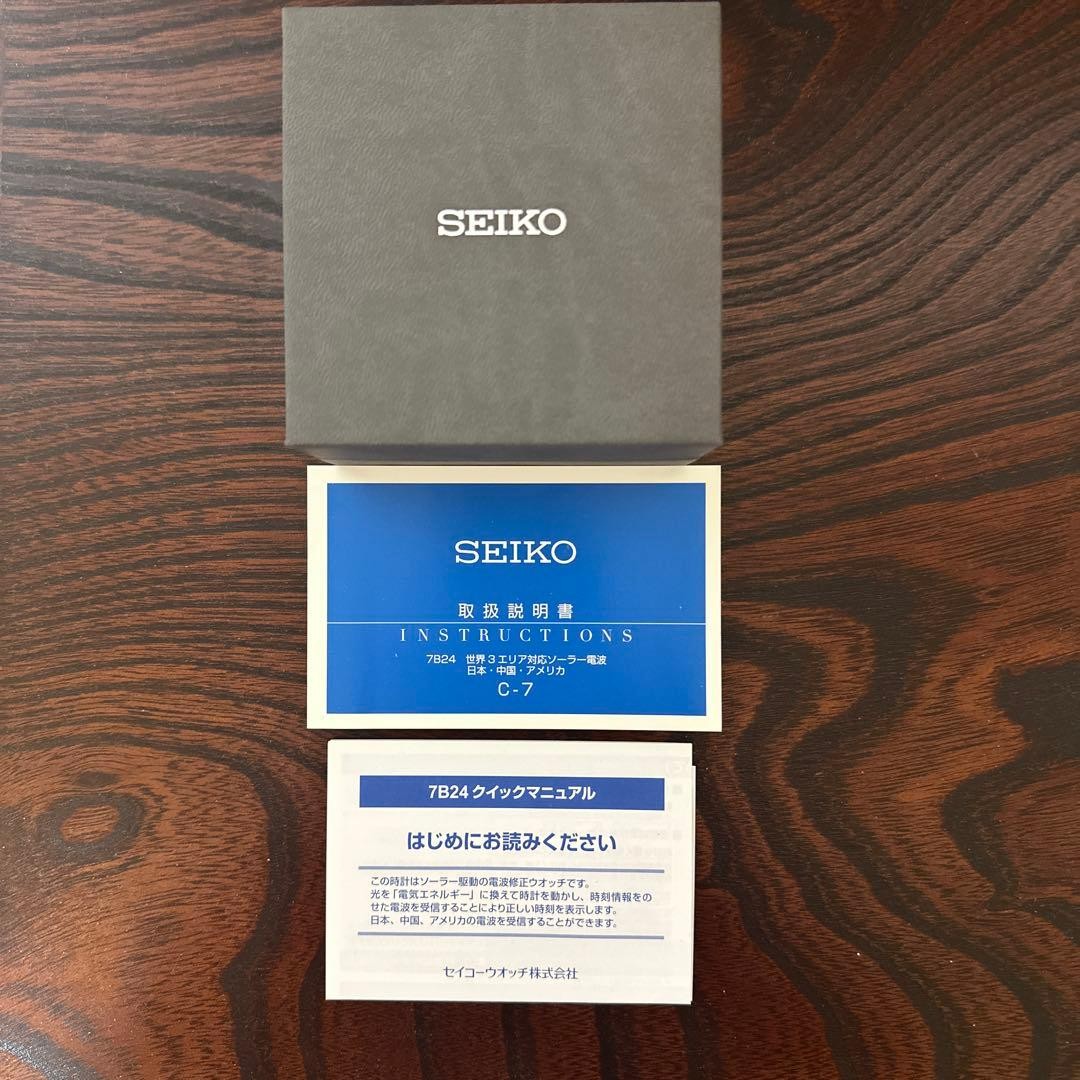 SEIKO
SEIKO
取扱説明書
INSTRUCTIONS
7B24 世界3エリア対応ソーラー電波
日本・中国・アメリカ
C-7
7B24 クイックマニュアル
はじめにお読みください
この時計はソーラー駆動の電波修正ウオッチです。
光を「電気エネルギー」に換えて時計を動かし、時刻情報をの
せた電波を受信することにより正しい時刻を表示します。
日本、中国、アメリカの電波を受信することができます。
セイコーウオッチ株式会社